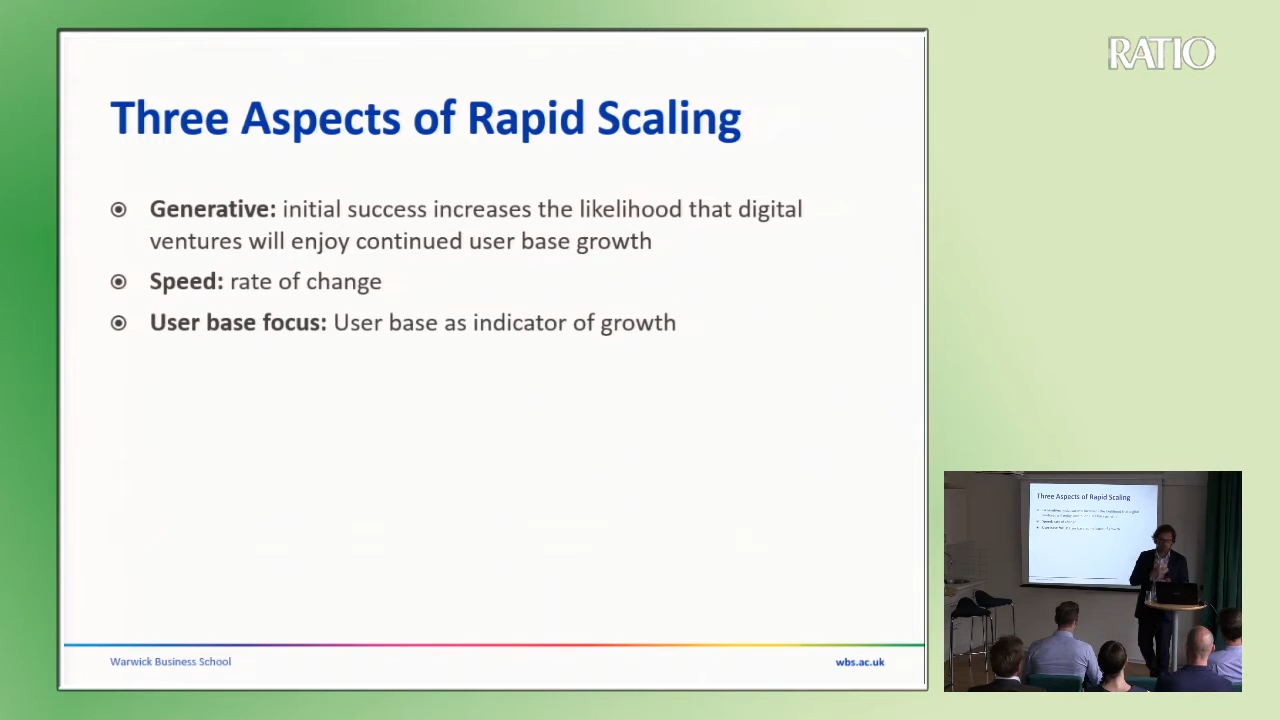 RATIO
Three Aspects of Rapid Scaling
Generative: initial success increases the likelihood that digital
ventures will enjoy continued user base growth
Speed: rate of change
User base focus: User base as indicator of growth
Warwick Business School
wbs.ac.uk
Three Aspects of Rapid Scaling